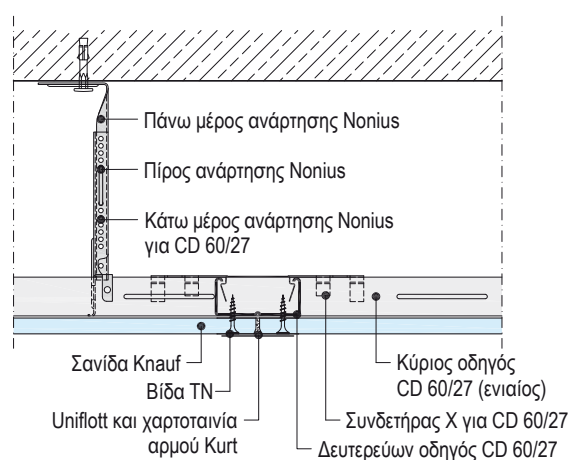 Πάνω μέρος ανάρτησης Nonius
Πίρος ανάρτησης Nonius
Κάτω μέρος ανάρτησης Nonius
για CD 60/27
Σανίδα Knauf
Βίδα TN
Uniflott και χαρτοταινία
αρμού Kurt
Κύριος οδηγός
CD 60/27 (ενιαίος)
Συνδετήρας X για CD 60/27
Δευτερεύων οδηγός CD 60/27